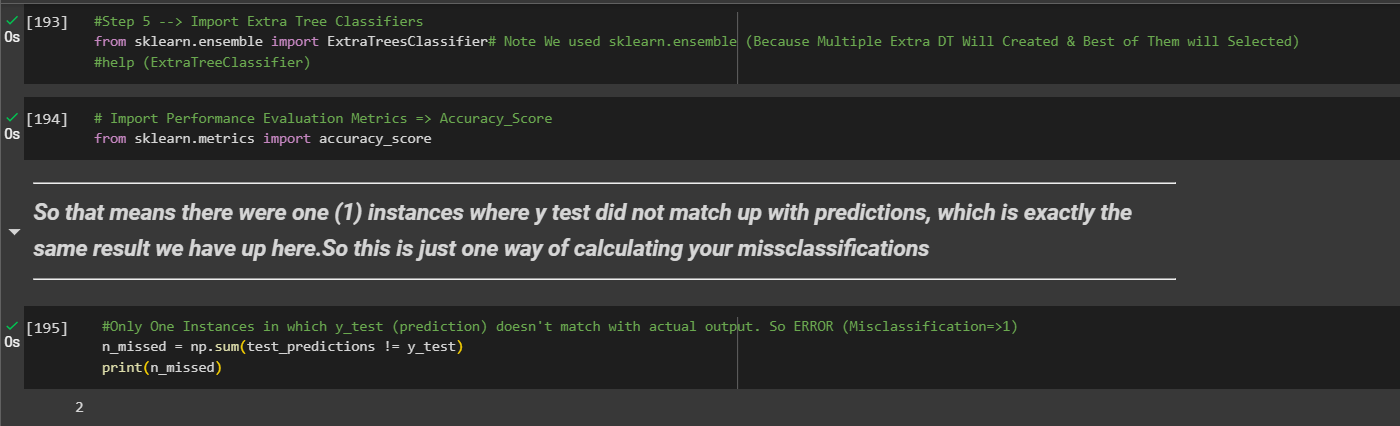 [193] #Step 5 --> Import Extra Tree Classifiers
0s from sklearn.ensemble import ExtraTreesClassifier# Note We used sklearn.ensemble (Because Multiple Extra DT Will Created & Best of Them will Selected)
#help (ExtraTreeClassifier)
[194] # Import Performance Evaluation Metrics => Accuracy_Score
0s from sklearn.metrics import accuracy_score
So that means there were one (1) instances where y test did not match up with predictions, which is exactly the
same result we have up here.So this is just one way of calculating your missclassifications
[195] #Only One Instances in which y_test (prediction) doesn't match with actual output. So ERROR (Misclassification=>1)
0s n_missed = np.sum(test_predictions != y_test)
print(n_missed)
2